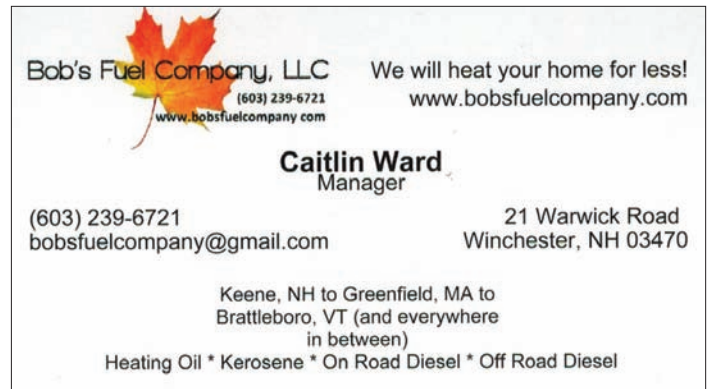 Bob's Fuel Company, LLC
(603) 239-6721
www.bobsfuelcompany com
We will heat your home for less!
www.bobsfuelcompany.com
Caitlin Ward
Manager
(603) 239-6721
bobsfuelcompany@gmail.com
21 Warwick Road
Winchester, NH 03470
Keene, NH to Greenfield, MA to
Brattleboro, VT (and everywhere
in between)
Heating Oil * Kerosene * On Road Diesel * Off Road Diesel